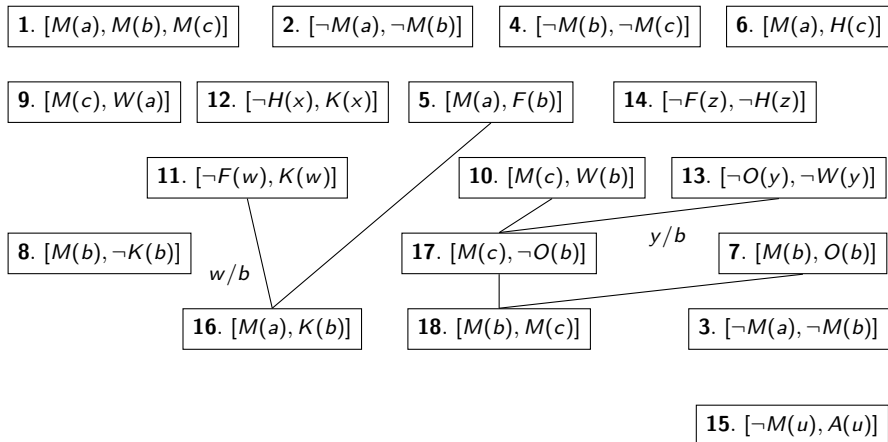 1. [M(a), M(b), M(c)] 2. [¬M(a), ¬M(b)] 4. [¬M(b), ¬M(c)] 6. [M(a), H(c)]
9. [M(c), W(a)] 12. [¬H(x), K(x)] 5. [M(a), F(b)] 14. [¬F(z), ¬H(z)]
11. [¬F(w), K(w)] 10. [M(c), W(b)] 13. [¬O(y), ¬W(y)]
8. [M(b), ¬K(b)] w/b 17. [M(c), ¬O(b)] y/b 7. [M(b), O(b)]
16. [M(a), K(b)] 18. [M(b), M(c)] 3. [¬M(a), ¬M(b)]
15. [¬M(u), A(u)]